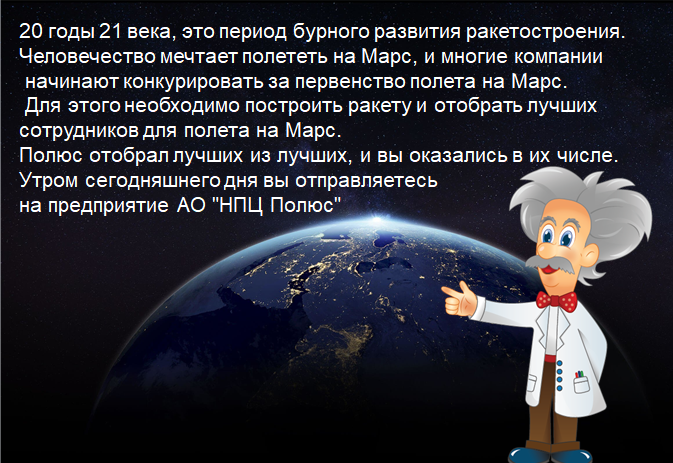 20 годы 21 века, это период бурного развития ракетостроения.
Человечество мечтает полететь на Марс, и многие компании
начинают конкурировать за первенство полета на Марс.
Для этого необходимо построить ракету и отобрать лучших
сотрудников для полета на Марс.
Полюс отобрал лучших из лучших, и вы оказались в их числе.
Утром сегодняшнего дня вы отправляетесь
на предприятие АО "НПЦ Полюс"